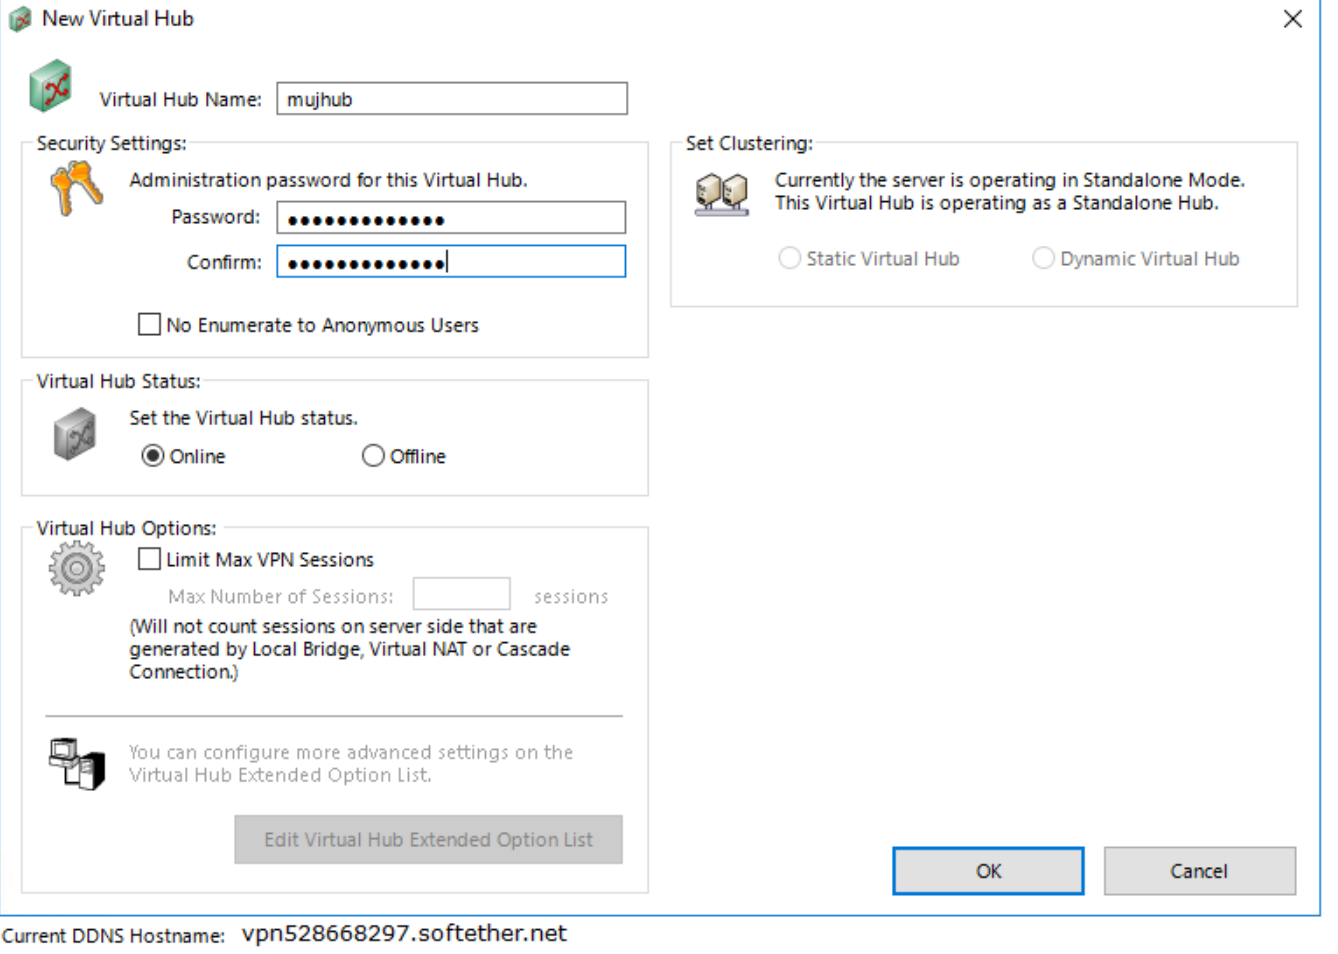 New Virtual Hub
Virtual Hub Name: mujhub
Security Settings:
Administration password for this Virtual Hub.
Password: ●●●●●●●●●●●●●
Confirm: ●●●●●●●●●●●●●
No Enumerate to Anonymous Users
Set Clustering:
Currently the server is operating in Standalone Mode.
This Virtual Hub is operating as a Standalone Hub.
Static Virtual Hub Dynamic Virtual Hub
Virtual Hub Status:
Set the Virtual Hub status.
Online Offline
Virtual Hub Options:
Limit Max VPN Sessions
Max Number of Sessions: sessions
(Will not count sessions on server side that are
generated by Local Bridge, Virtual NAT or Cascade
Connection.)
You can configure more advanced settings on the
Virtual Hub Extended Option List.
Edit Virtual Hub Extended Option List
OK Cancel
Current DDNS Hostname: vpn528668297.softether.net